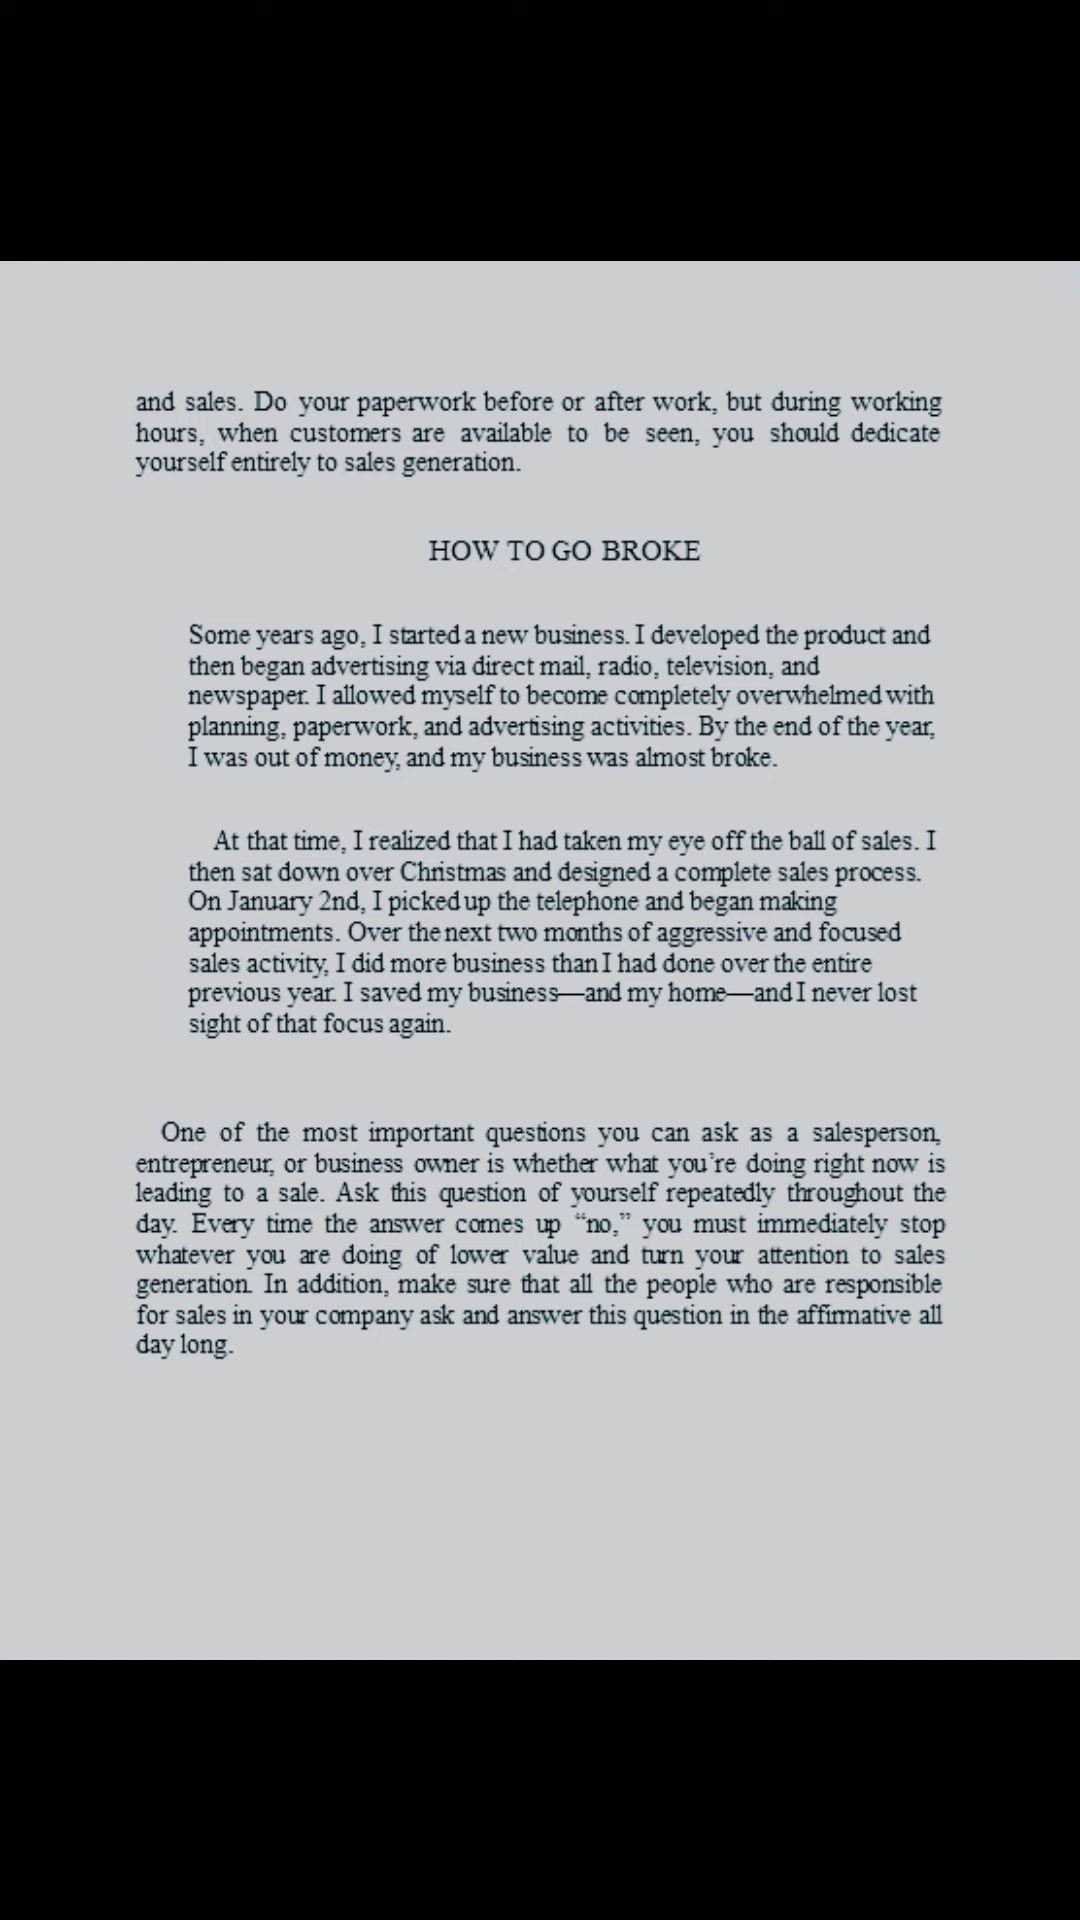 and sales. Do your paperwork before or after work, but during working
hours, when customers are available to be seen, you should dedicate
yourself entirely to sales generation.
HOW TO GO BROKE
Some years ago, I started a new business. I developed the product and
then began advertising via direct mail, radio, television, and
newspaper. I allowed myself to become completely overwhelmed with
planning, paperwork, and advertising activities. By the end of the year,
I was out of money, and my business was almost broke.
At that time, I realized that I had taken my eye off the ball of sales. I
then sat down over Christmas and designed a complete sales process.
On January 2nd, I picked up the telephone and began making
appointments. Over the next two months of aggressive and focused
sales activity, I did more business than I had done over the entire
previous year. I saved my business—and my home—and I never lost
sight of that focus again.
One of the most important questions you can ask as a salesperson,
entrepreneur, or business owner is whether what you’re doing right now is
leading to a sale. Ask this question of yourself repeatedly throughout the
day. Every time the answer comes up “no,” you must immediately stop
whatever you are doing of lower value and turn your attention to sales
generation. In addition, make sure that all the people who are responsible
for sales in your company ask and answer this question in the affirmative all
day long.